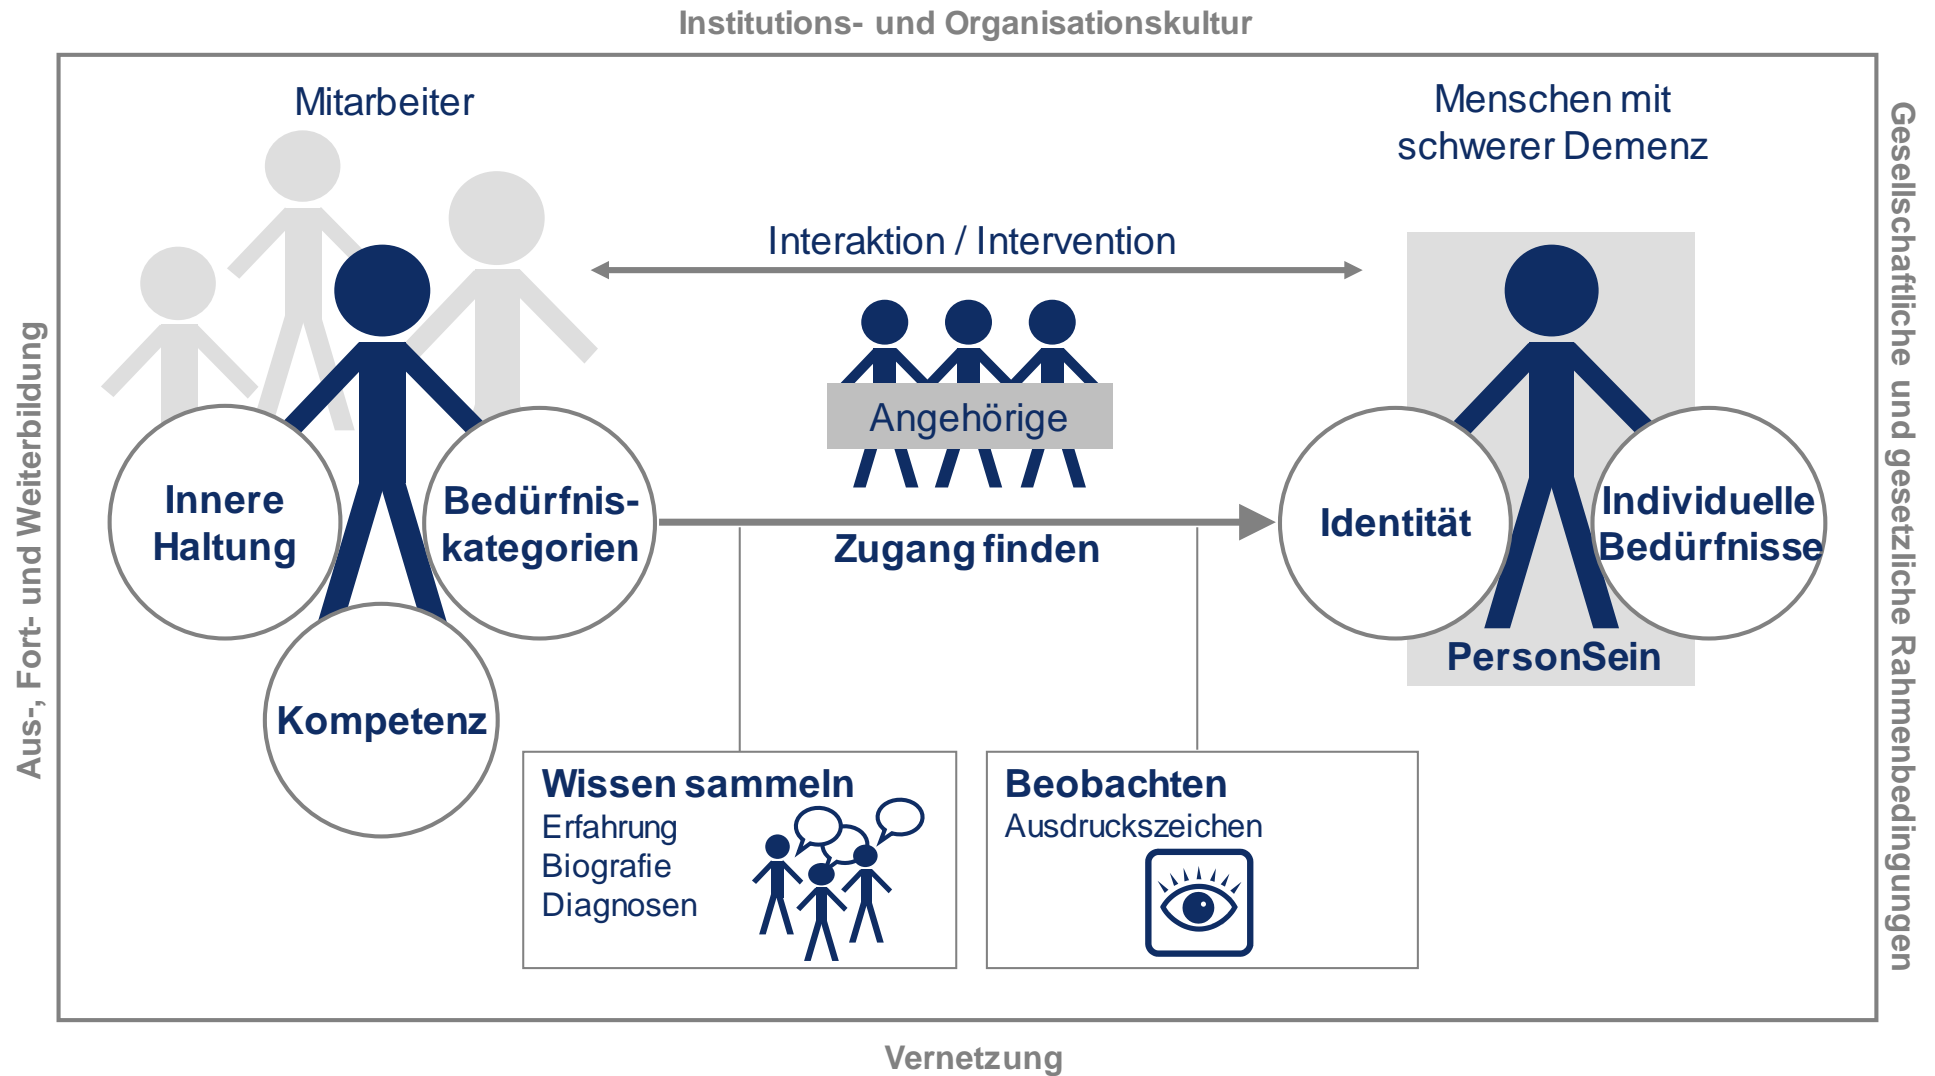 Institutions- und Organisationskultur
Mitarbeiter
Menschen mit
schwerer Demenz
Interaktion / Intervention
Angehörige
Innere
Haltung
Bedürfnis-
kategorien
Kompetenz
Zugang finden
Identität
Individuelle
Bedürfnisse
PersonSein
Wissen sammeln
Erfahrung
Biografie
Diagnosen
Beobachten
Ausdruckszeichen
Aus-, Fort- und Weiterbildung
Gesellschaftliche und gesetzliche Rahmenbedingungen
Vernetzung